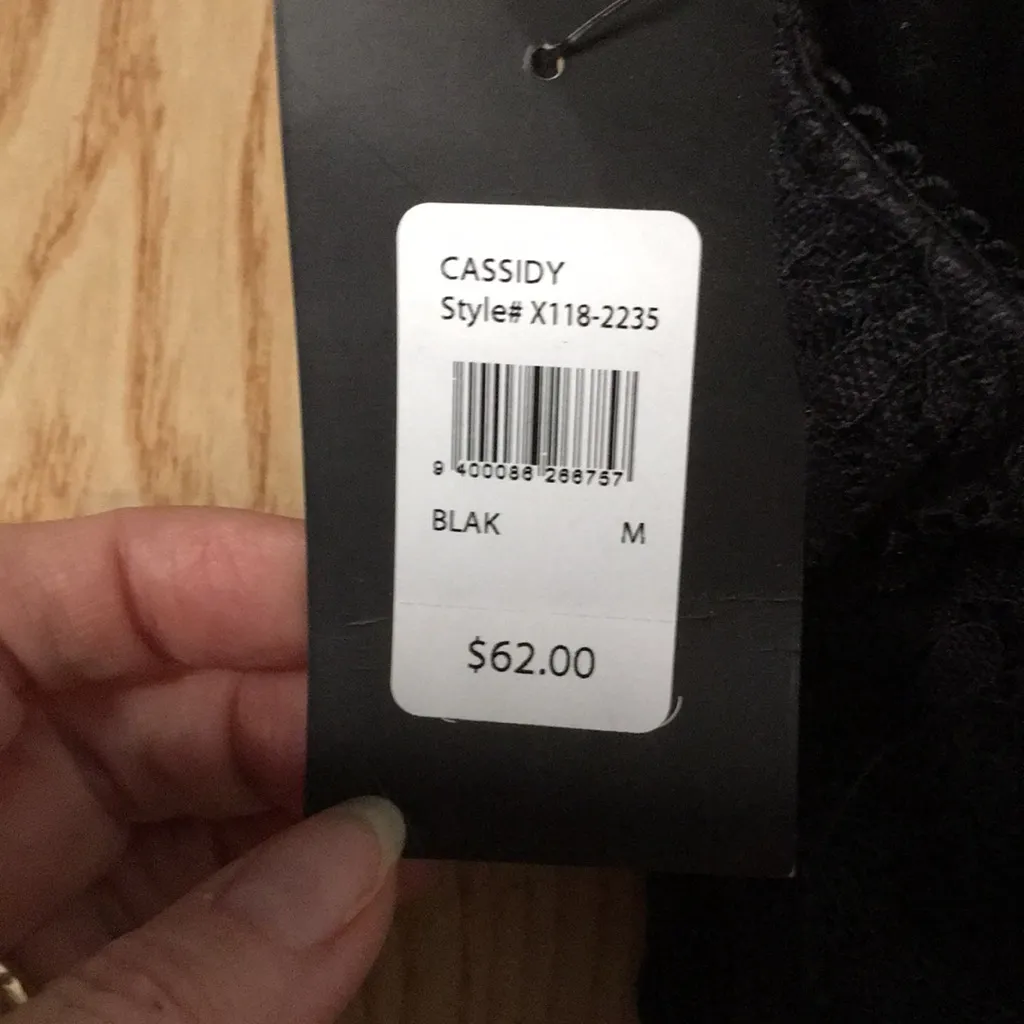 CASSIDY
Style# X118-2235
9 400086 266757
BLAK M
$62.00